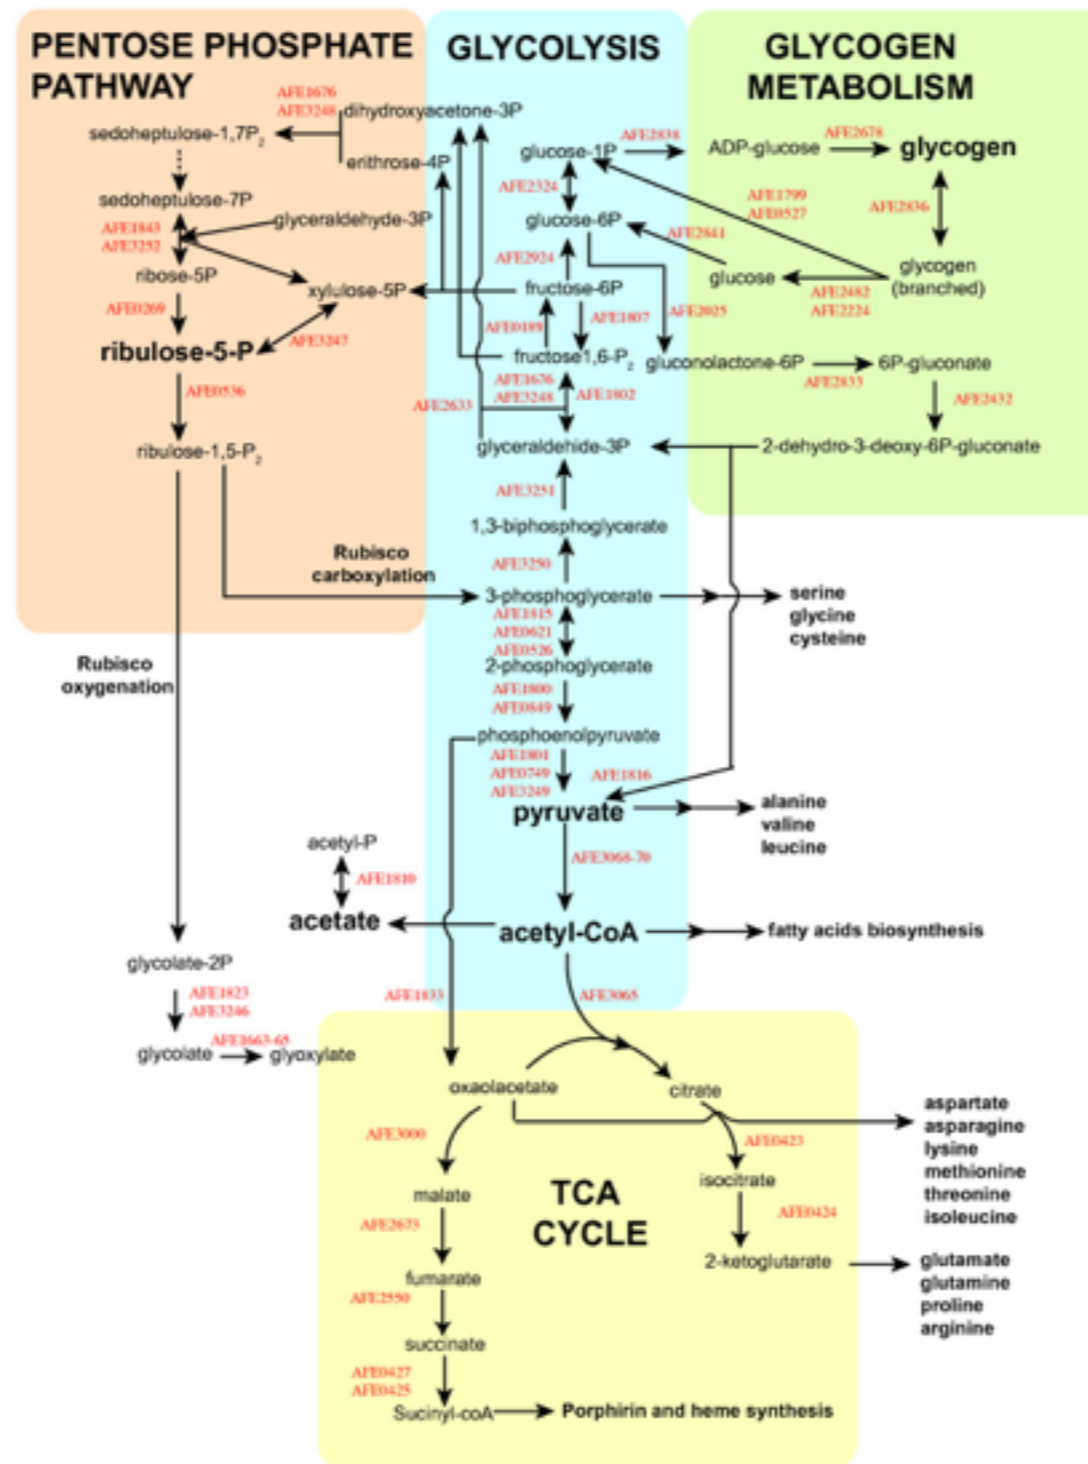 PENTOSE PHOSPHATE
PATHWAY
GLYCOLYSIS
GLYCOGEN
METABOLISM
AFE1676
AFE3248
dihydroxyacetone-3P
sedoheptulose-1,7P2
erithrose-4P
sedoheptulose-7P
glyceraldehyde-3P
AFE1843
AFE3252
ribose-5P
xylulose-5P
AFE0269
ribulose-5-P
AFE3247
AFE0536
ribulose-1,5-P2
Rubisco
carboxylation
Rubisco
oxygenation
glucose-1P
AFE2838
ADP-glucose
AFE2678
glycogen
AFE2324
AFE1799
AFE0527
AFE2836
glucose-6P
AFE2841
AFE2924
glucose
glycogen
(branched)
AFE2482
AFE2224
fructose-6P
AFE0189
AFE1807
AFE2025
fructose1,6-P2
gluconolactone-6P
6P-gluconate
AFE2833
AFE1676
AFE3248
AFE1802
AFE2633
AFE2432
glyceraldehide-3P
2-dehydro-3-deoxy-6P-gluconate
AFE3251
1,3-biphosphoglycerate
AFE3250
3-phosphoglycerate
serine
glycine
cysteine
AFE1815
AFE0621
AFE0526
2-phosphoglycerate
AFE1800
AFE0849
phosphoenolpyruvate
AFE1801
AFE0749
AFE3249
AFE1816
pyruvate
alanine
valine
leucine
AFE3068-70
acetyl-P
AFE1810
acetate
acetyl-CoA
fatty acids biosynthesis
glycolate-2P
AFE1823
AFE3246
AFE1663-65
glycolate
glyoxylate
AFE1833
AFE3065
oxaolacetate
citrate
aspartate
asparagine
lysine
methionine
threonine
isoleucine
AFE3000
AFE0423
malate
isocitrate
TCA
CYCLE
AFE2673
AFE0424
fumarate
2-ketoglutarate
glutamate
glutamine
proline
arginine
AFE2550
succinate
AFE0427
AFE0425
Sucinyl-coA
Porphirin and heme synthesis